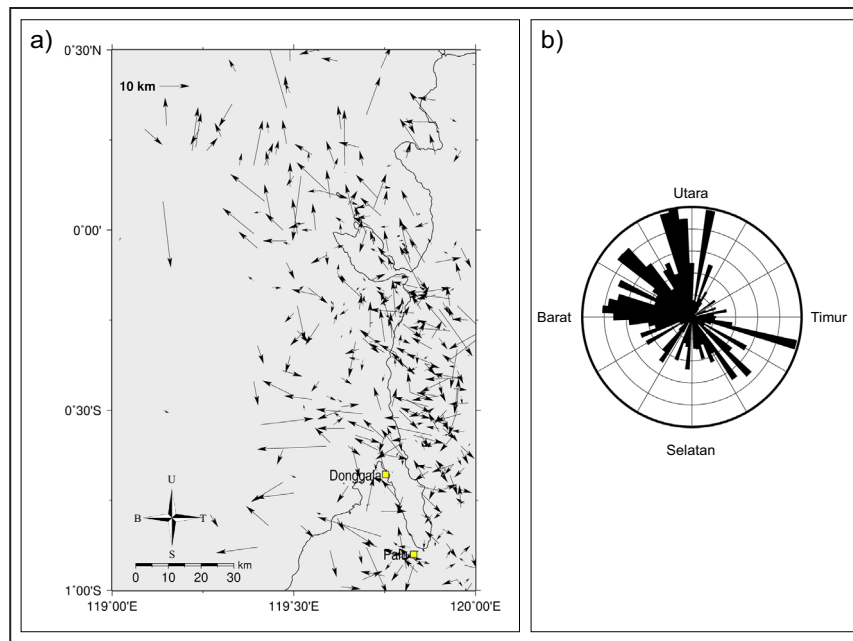 a)
b)
0°30'N
10 km
Utara
0°00'
Barat
Timur
0°30'S
Selatan
Donggala
U
B
T
S
Palu
0 10 20 30 km
1°00'S
119°00'E
119°30'E
120°00'E